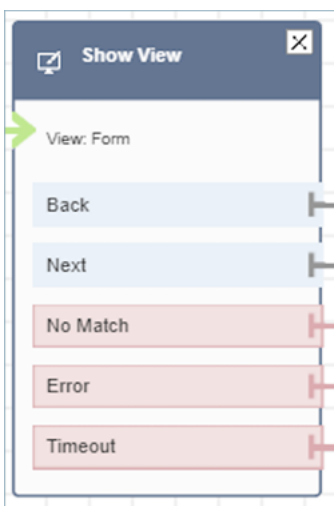 Show View
View: Form
Back
Next
No Match
Error
Timeout